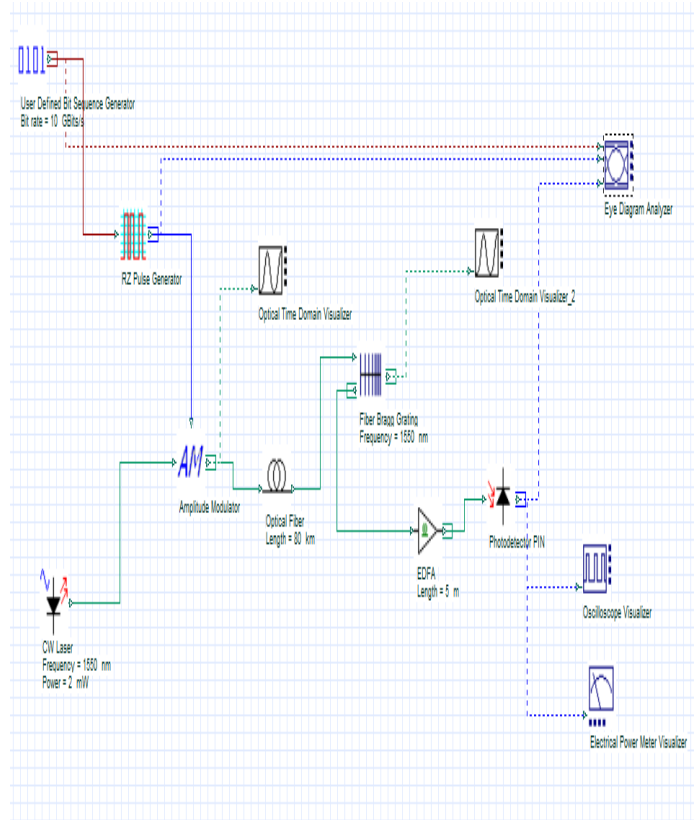 0101
User Defined Bit Sequence Generator
Bit rate = 10 GBits/s
Eye Diagram Analyzer
RZ Pulse Generator
Optical Time Domain Visualizer
Optical Time Domain Visualizer_2
Fiber Bragg Grating
Frequency = 1550 nm
AM
Amplitude Modulator
Optical Fiber
Length = 80 km
Photodetector PIN
EDFA
Length = 5 m
Oscilloscope Visualizer
CW Laser
Frequency = 1550 nm
Power = 2 mW
Electrical Power Meter Visualizer